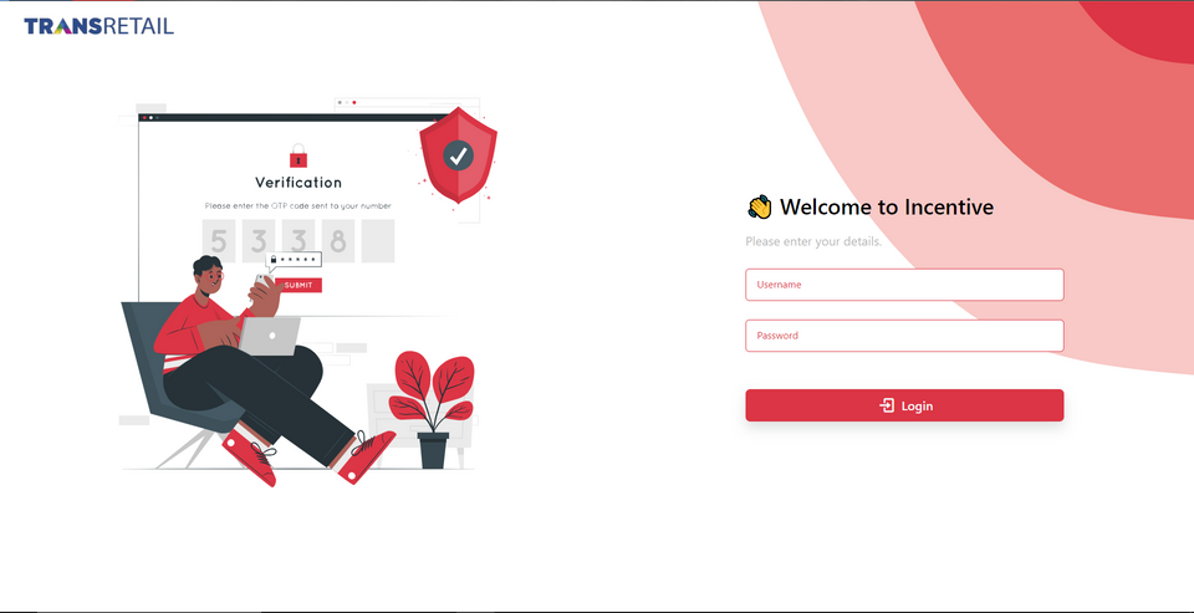 TRANSRETAIL
Verification
Please enter the OTP code sent to your number
5 3 3 8
SUBMIT
👋 Welcome to Incentive
Please enter your details.
Username
Password
Login